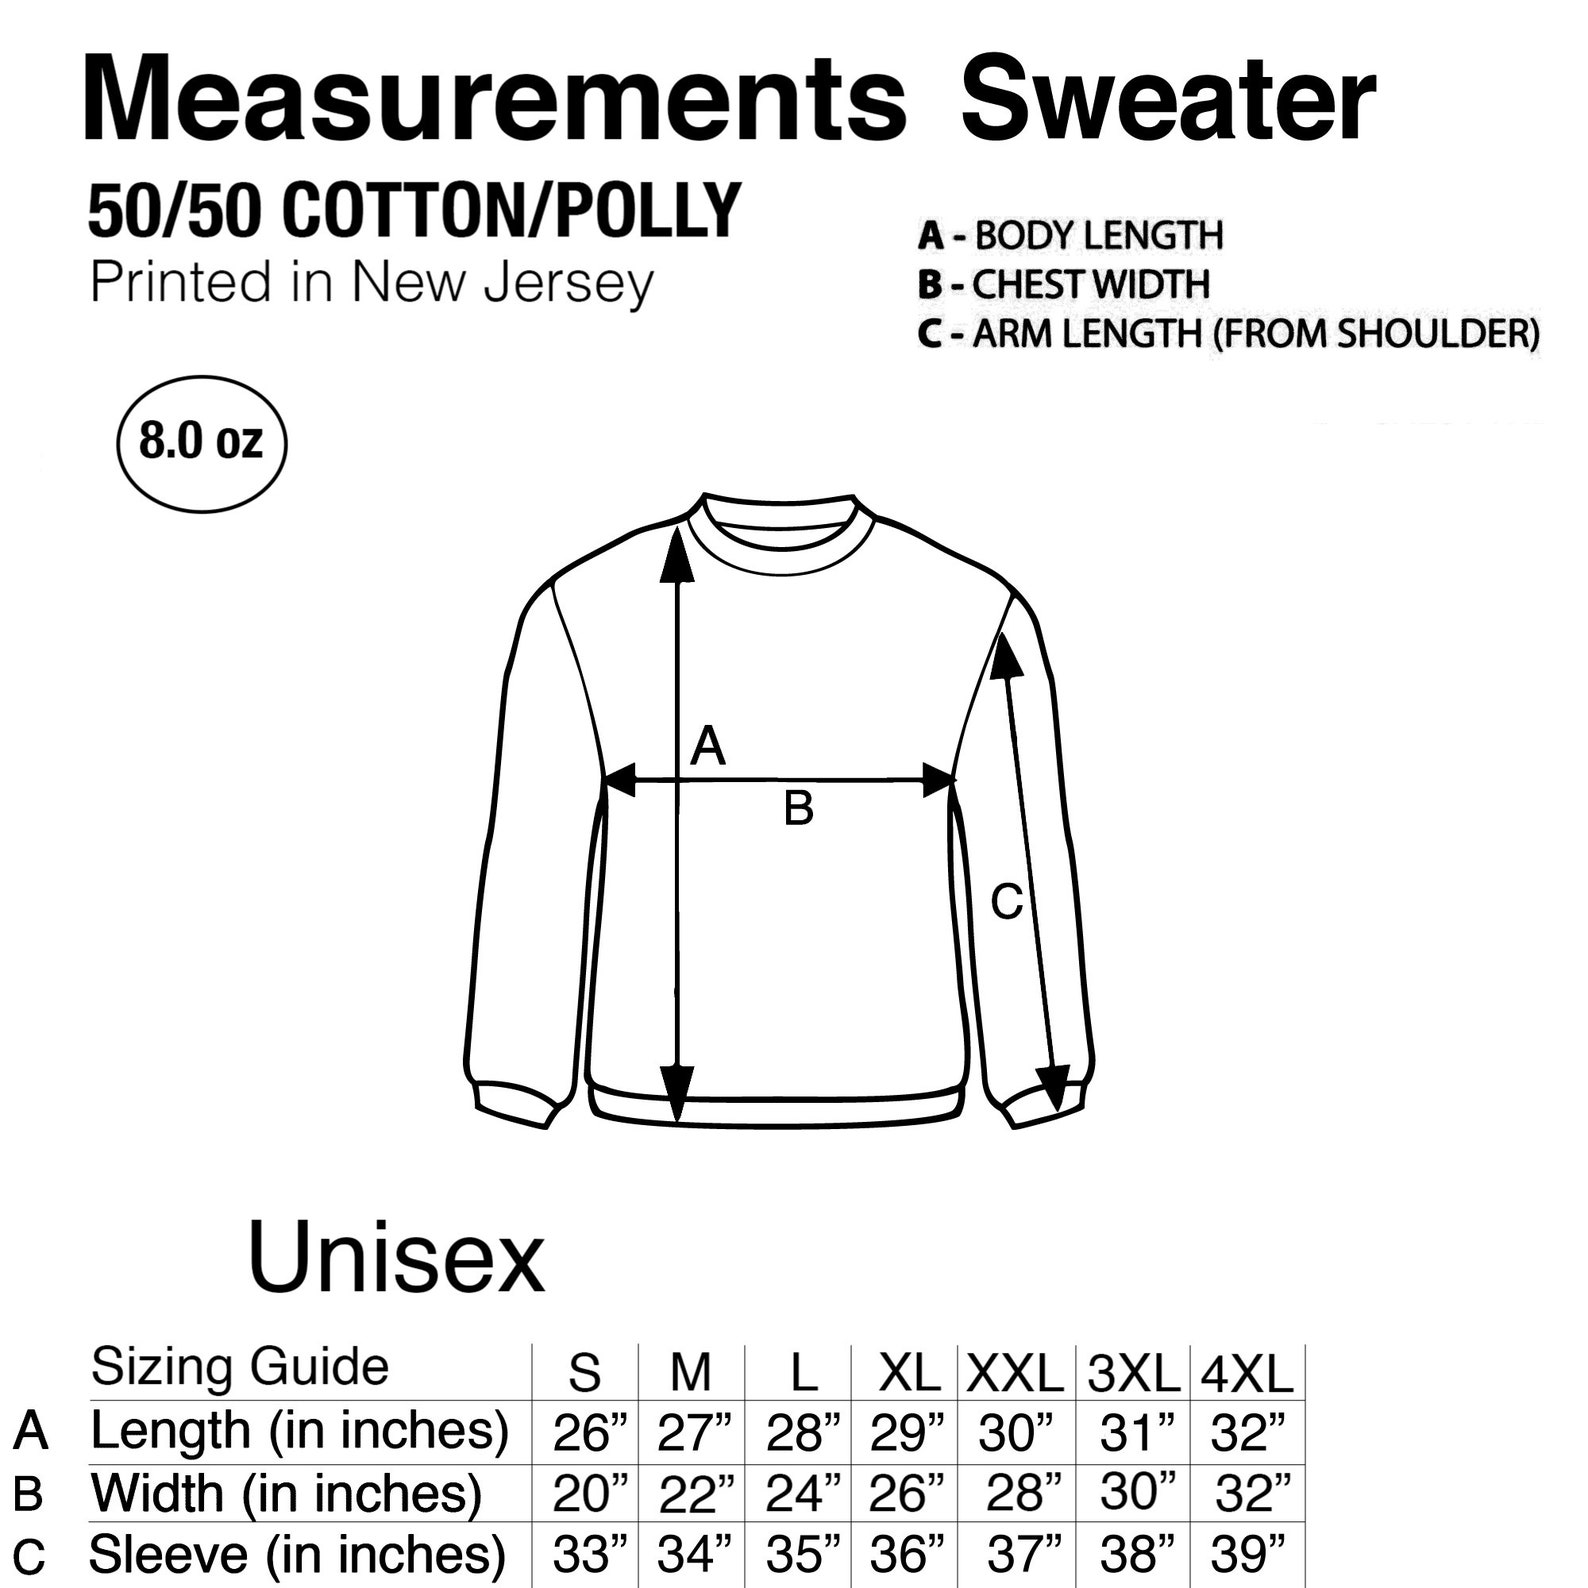 Measurements Sweater
50/50 COTTON/POLLY
Printed in New Jersey
A - BODY LENGTH
B - CHEST WIDTH
C - ARM LENGTH (FROM SHOULDER)
8.0 oz
A
B
C
Unisex
Sizing Guide S M L XL XXL 3XL 4XL
A Length (in inches) 26” 27” 28” 29” 30” 31” 32”
B Width (in inches) 20” 22” 24” 26” 28” 30” 32”
C Sleeve (in inches) 33” 34” 35” 36” 37” 38” 39”